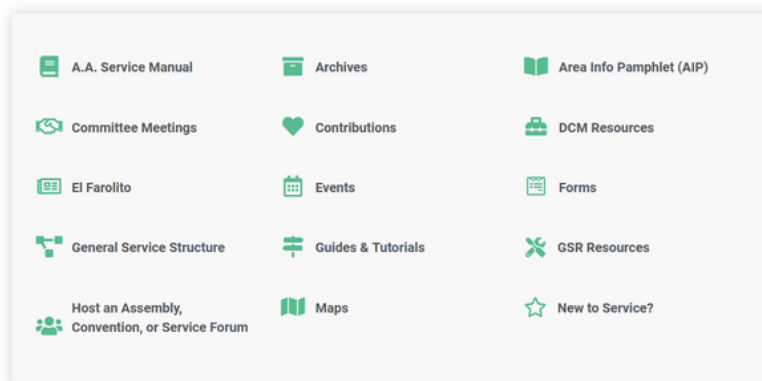 A.A. Service Manual
Archives
Area Info Pamphlet (AIP)
Committee Meetings
Contributions
DCM Resources
El Farolito
Events
Forms
General Service Structure
Guides & Tutorials
GSR Resources
Host an Assembly,
Convention, or Service Forum
Maps
New to Service?